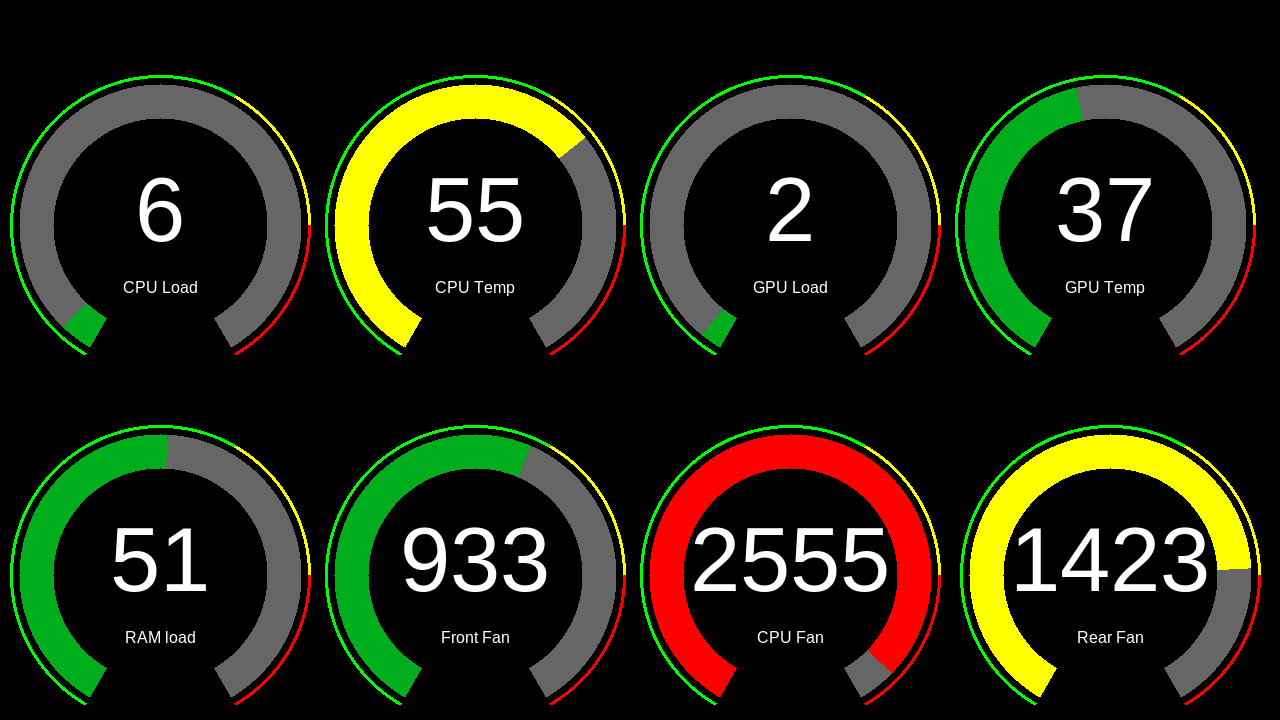 6
CPU Load
55
CPU Temp
2
GPU Load
37
GPU Temp
51
RAM load
933
Front Fan
2555
CPU Fan
1423
Rear Fan